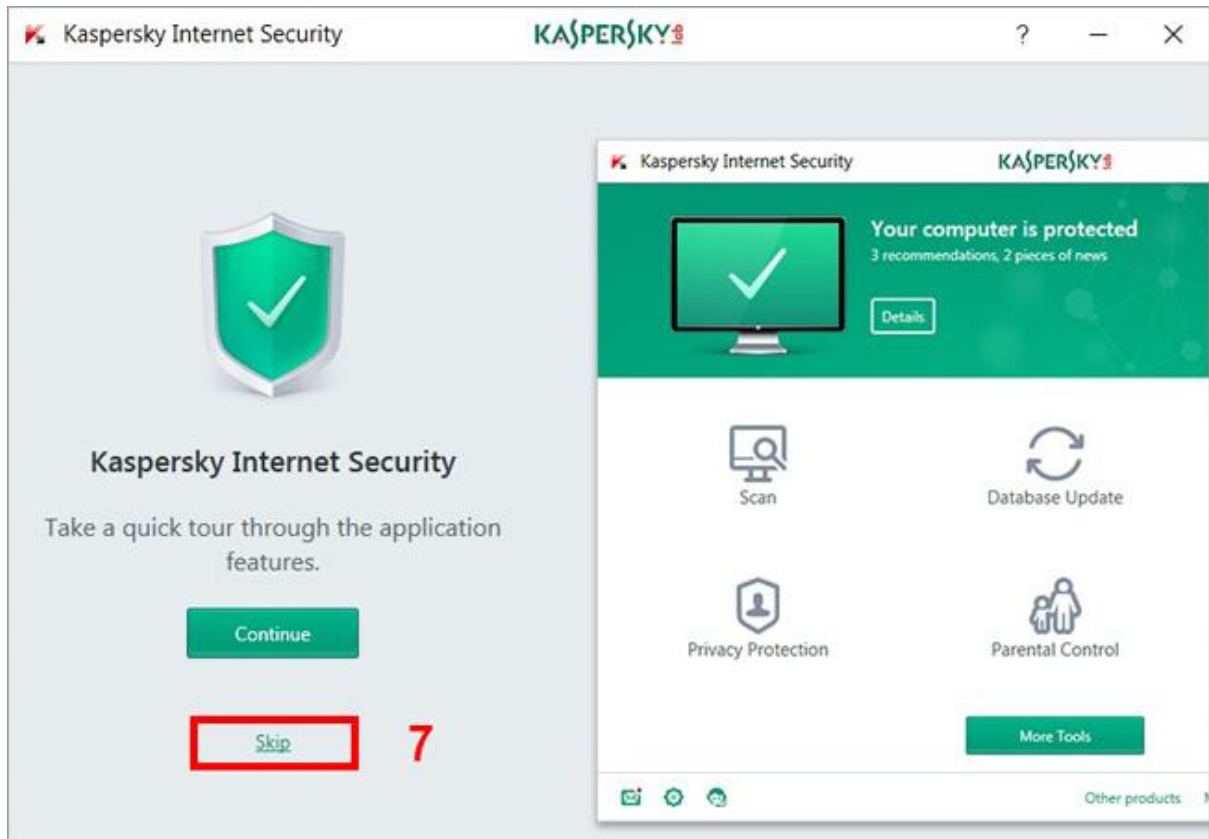 Kaspersky Internet Security
KASPERSKY lab
?
Kaspersky Internet Security
Take a quick tour through the application
features.
Continue
Skip
7
Kaspersky Internet Security
KASPERSKY lab
Your computer is protected
3 recommendations, 2 pieces of news
Details
Scan
Database Update
Privacy Protection
Parental Control
More Tools
Other products